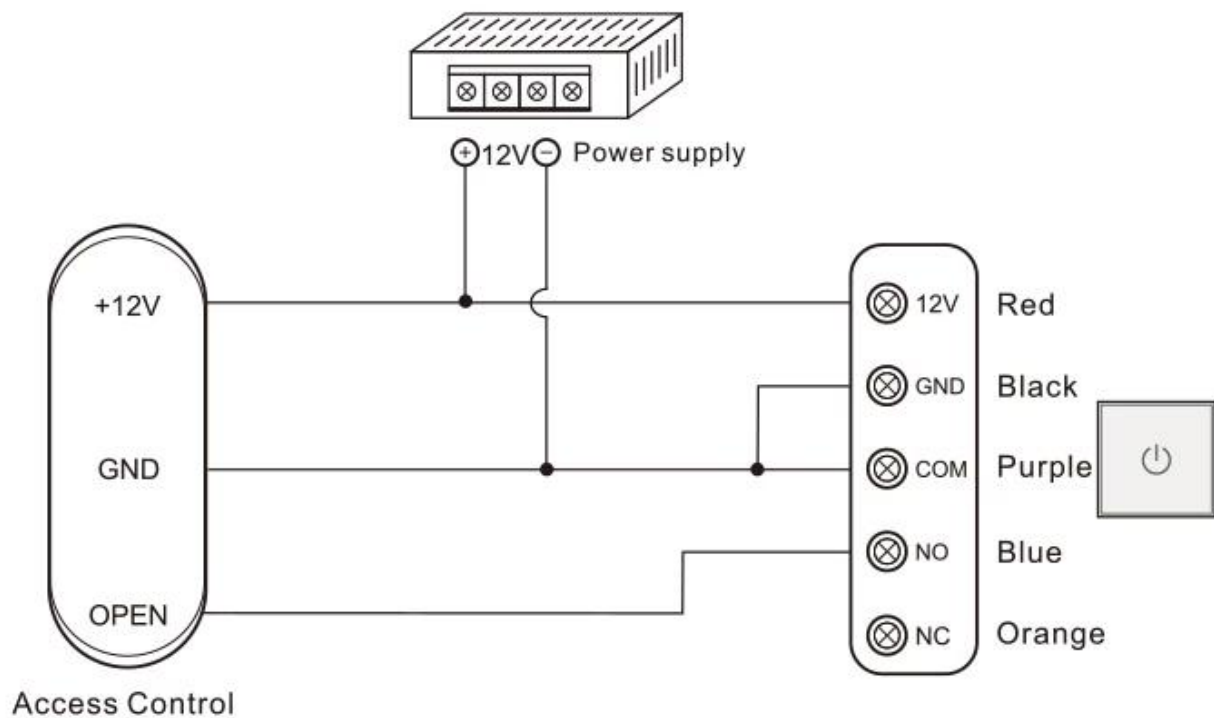 ⊕12V⊖ Power supply
+12V
GND
OPEN
Access Control
12V Red
GND Black
COM Purple
NO Blue
NC Orange